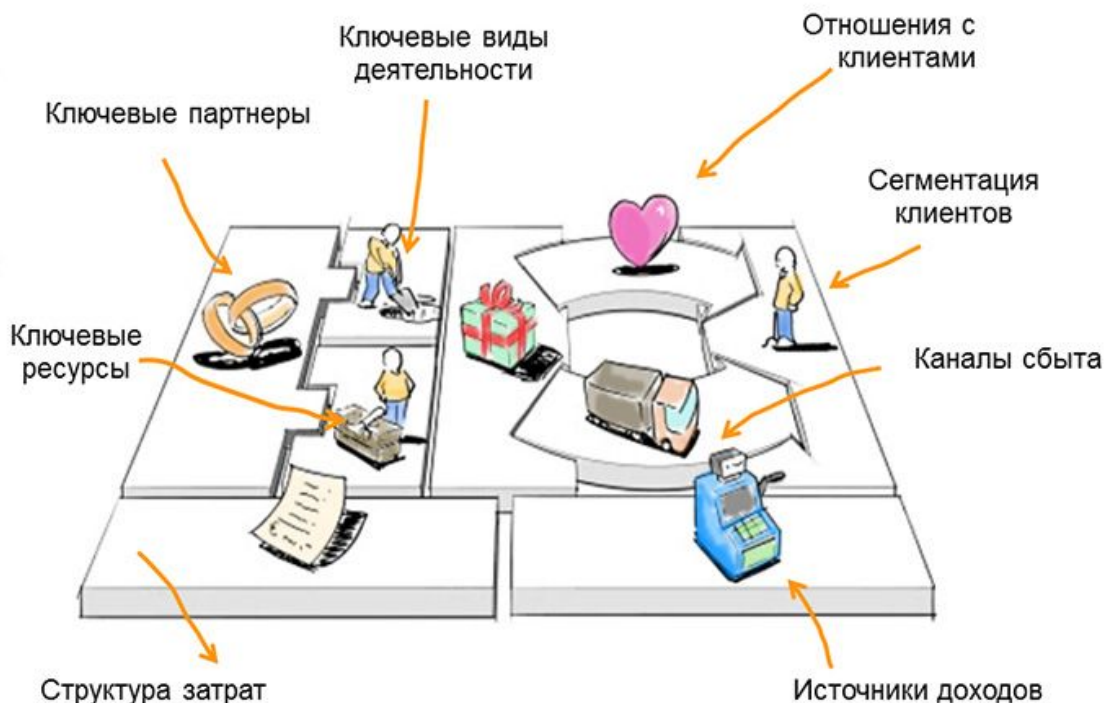 Ключевые виды
деятельности
Отношения с
клиентами
Ключевые партнеры
Сегментация
клиентов
Ключевые
ресурсы
Каналы сбыта
Структура затрат
Источники доходов